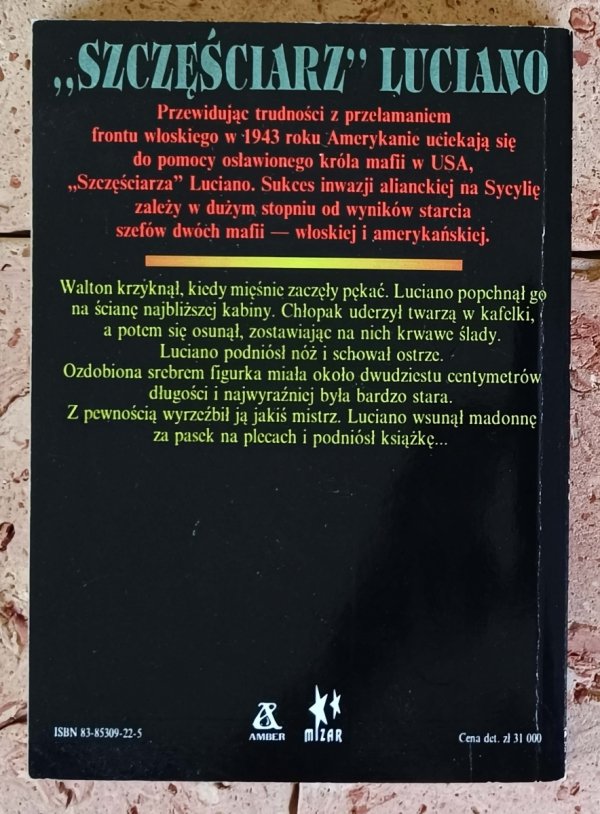 „SZCZĘŚCIARZ” LUCIANO
Przewidując trudności z przełamaniem
frontu włoskiego w 1943 roku Amerykanie uciekają się
do pomocy osławionego króla mafii w USA,
„Szczęściarza” Luciano. Sukces inwazji alianckiej na Sycylię
zależy w dużym stopniu od wyników starcia
szefów dwóch mafii — włoskiej i amerykańskiej.
Walton krzyknął, kiedy mięśnie zaczęły pękać. Luciano popchnął go
na ścianę najbliższej kabiny. Chłopak uderzył twarzą w kafelki,
a potem się osunął, zostawiając na nich krwawe ślady.
Luciano podniósł nóż i schował ostrze.
Ozdobiona srebrem figurka miała około dwudziestu centymetrów
długości i najwyraźniej była bardzo stara.
Z pewnością wyrzeźbił ją jakiś mistrz. Luciano wsunął madonnę
za pasek na plecach i podniósł książkę...
ISBN 83-85309-22-5
AMBER
MIZAR
Cena det. zł 31 000